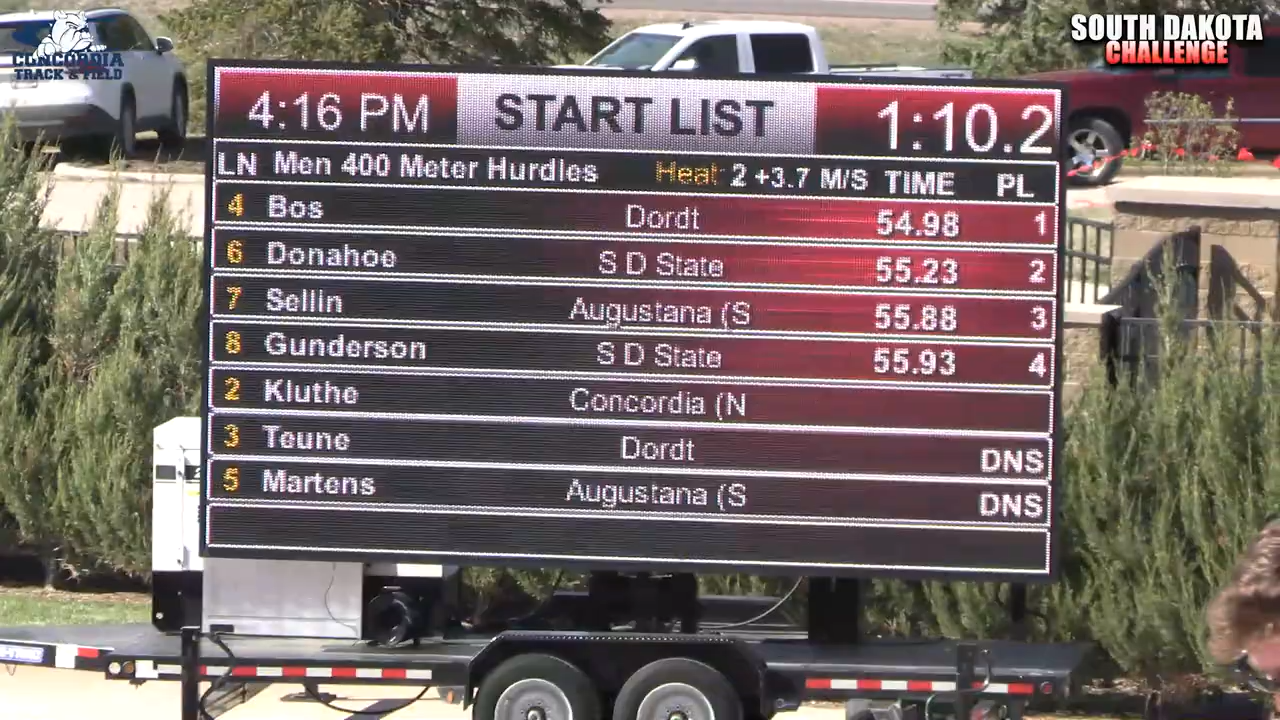 CONCORDIA
TRACK & FIELD
SOUTH DAKOTA
CHALLENGE
4:16 PM START LIST 1:10.2
LN Men 400 Meter Hurdles Heat: 2 +3.7 M/S TIME PL
4 Bos Dordt 54.98 1
6 Donahoe S D State 55.23 2
7 Sellin Augustana (S 55.88 3
8 Gunderson S D State 55.93 4
2 Kluthe Concordia (N
3 Teune Dordt DNS
5 Martens Augustana (S DNS